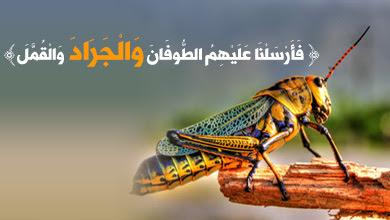 ﴿ فَأَرْسَلْنَا عَلَيْهِمُ الطُّوفَانَ وَالْجَرَادَ وَالْقُمَّلَ ﴾